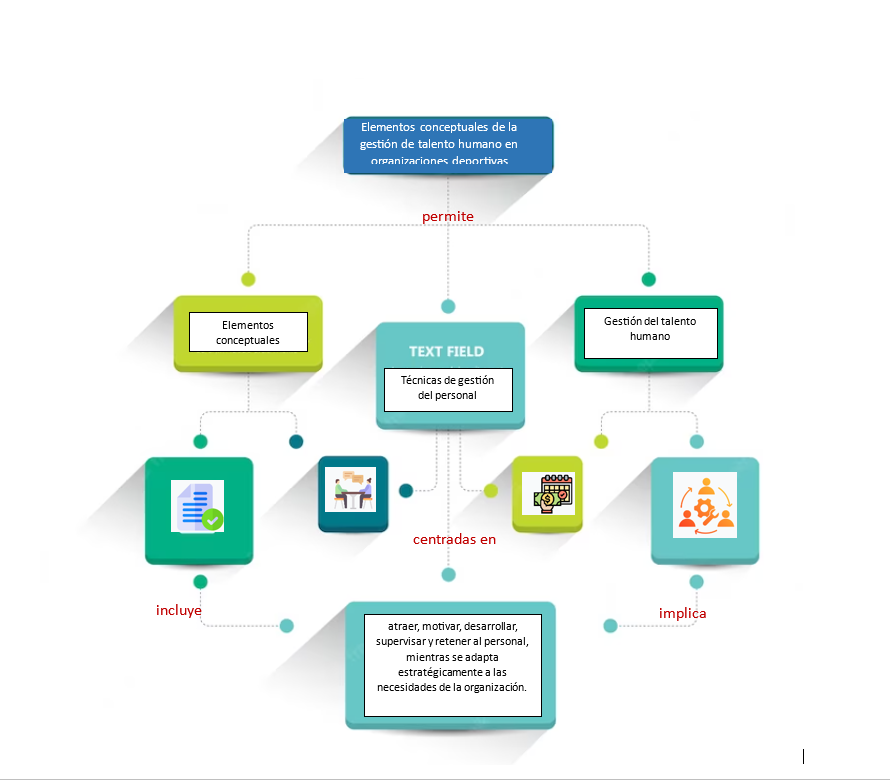 Elementos conceptuales de la
gestión de talento humano en
organizaciones deportivas
permite
Elementos
conceptuales
Gestión del talento
humano
TEXT FIELD
Técnicas de gestión
del personal
centradas en
incluye
implica
atraer, motivar, desarrollar,
supervisar y retener al personal,
mientras se adapta
estratégicamente a las
necesidades de la organización.